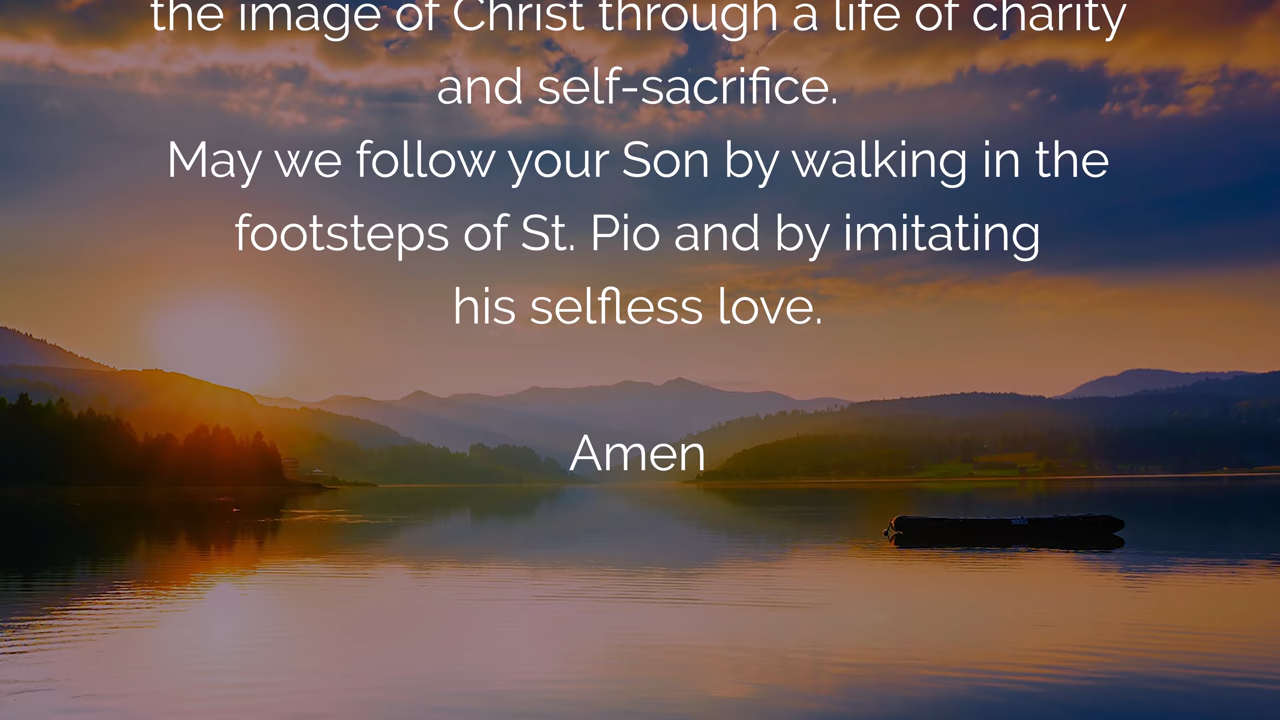 the image of Christ through a life of charity
and self-sacrifice.
May we follow your Son by walking in the
footsteps of St. Pio and by imitating
his selfless love.
Amen